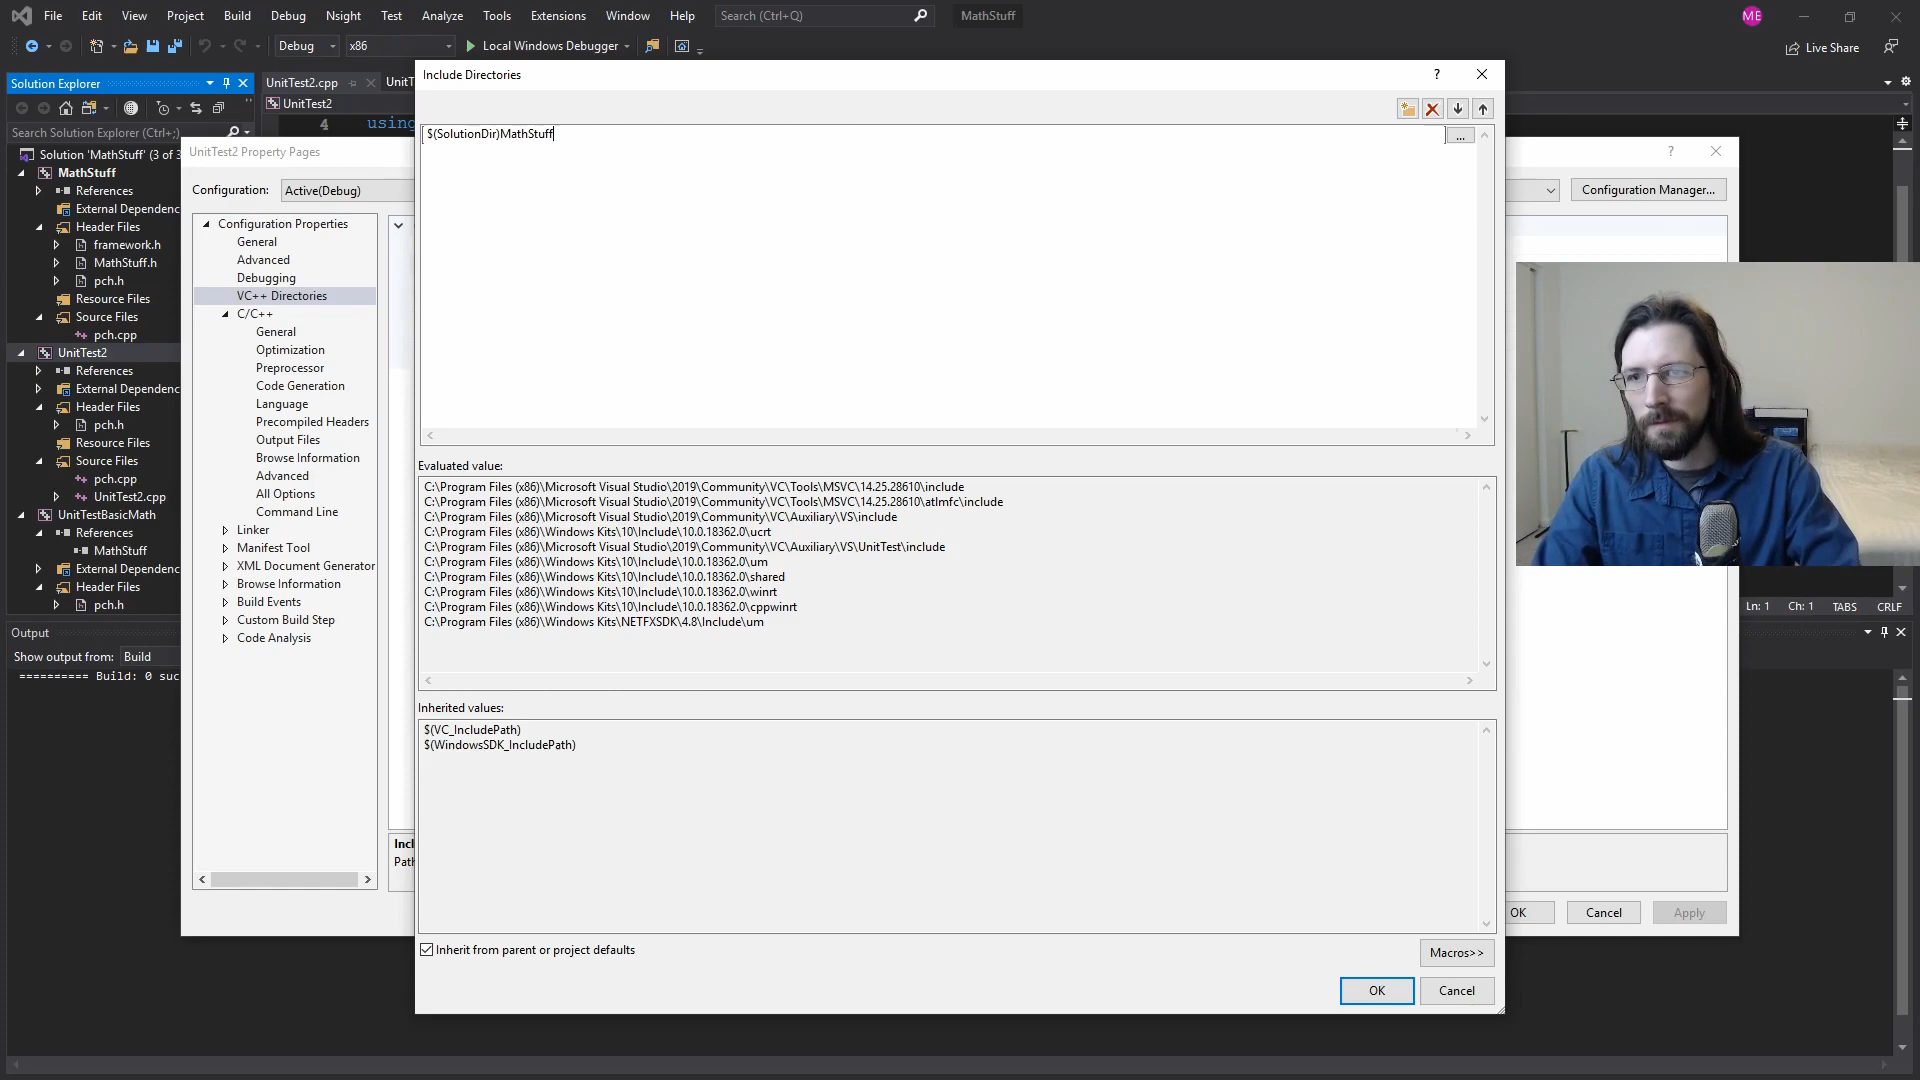 File Edit View Project Build Debug Nsight Test Analyze Tools Extensions Window Help Search (Ctrl+Q) MathStuff ME
Debug x86 Local Windows Debugger Live Share
Solution Explorer
Search Solution Explorer (Ctrl+;)
Solution 'MathStuff' (3 of 3
MathStuff
References
External Dependenc
Header Files
framework.h
MathStuff.h
pch.h
Resource Files
Source Files
pch.cpp
UnitTest2
References
External Dependenc
Header Files
pch.h
Resource Files
Source Files
pch.cpp
UnitTest2.cpp
UnitTestBasicMath
References
MathStuff
External Dependenc
Header Files
pch.h
Output
Show output from: Build
========== Build: 0 suc
UnitTest2.cpp UnitT
UnitTest2
4 using
Ln: 1 Ch: 1 TABS CRLF
UnitTest2 Property Pages ?
Configuration: Active(Debug) Configuration Manager...
Configuration Properties
General
Advanced
Debugging
VC++ Directories
C/C++
General
Optimization
Preprocessor
Code Generation
Language
Precompiled Headers
Output Files
Browse Information
Advanced
All Options
Command Line
Linker
Manifest Tool
XML Document Generator
Browse Information
Build Events
Custom Build Step
Code Analysis
Incl
Path
OK Cancel Apply
Include Directories ?
$(SolutionDir)MathStuff ...
Evaluated value:
C:\Program Files (x86)\Microsoft Visual Studio\2019\Community\VC\Tools\MSVC\14.25.28610\include
C:\Program Files (x86)\Microsoft Visual Studio\2019\Community\VC\Tools\MSVC\14.25.28610\atlmfc\include
C:\Program Files (x86)\Microsoft Visual Studio\2019\Community\VC\Auxiliary\VS\include
C:\Program Files (x86)\Windows Kits\10\Include\10.0.18362.0\ucrt
C:\Program Files (x86)\Microsoft Visual Studio\2019\Community\VC\Auxiliary\VS\UnitTest\include
C:\Program Files (x86)\Windows Kits\10\Include\10.0.18362.0\um
C:\Program Files (x86)\Windows Kits\10\Include\10.0.18362.0\shared
C:\Program Files (x86)\Windows Kits\10\Include\10.0.18362.0\winrt
C:\Program Files (x86)\Windows Kits\10\Include\10.0.18362.0\cppwinrt
C:\Program Files (x86)\Windows Kits\NETFXSDK\4.8\Include\um
Inherited values:
$(VC_IncludePath)
$(WindowsSDK_IncludePath)
Inherit from parent or project defaults
Macros>>
OK Cancel